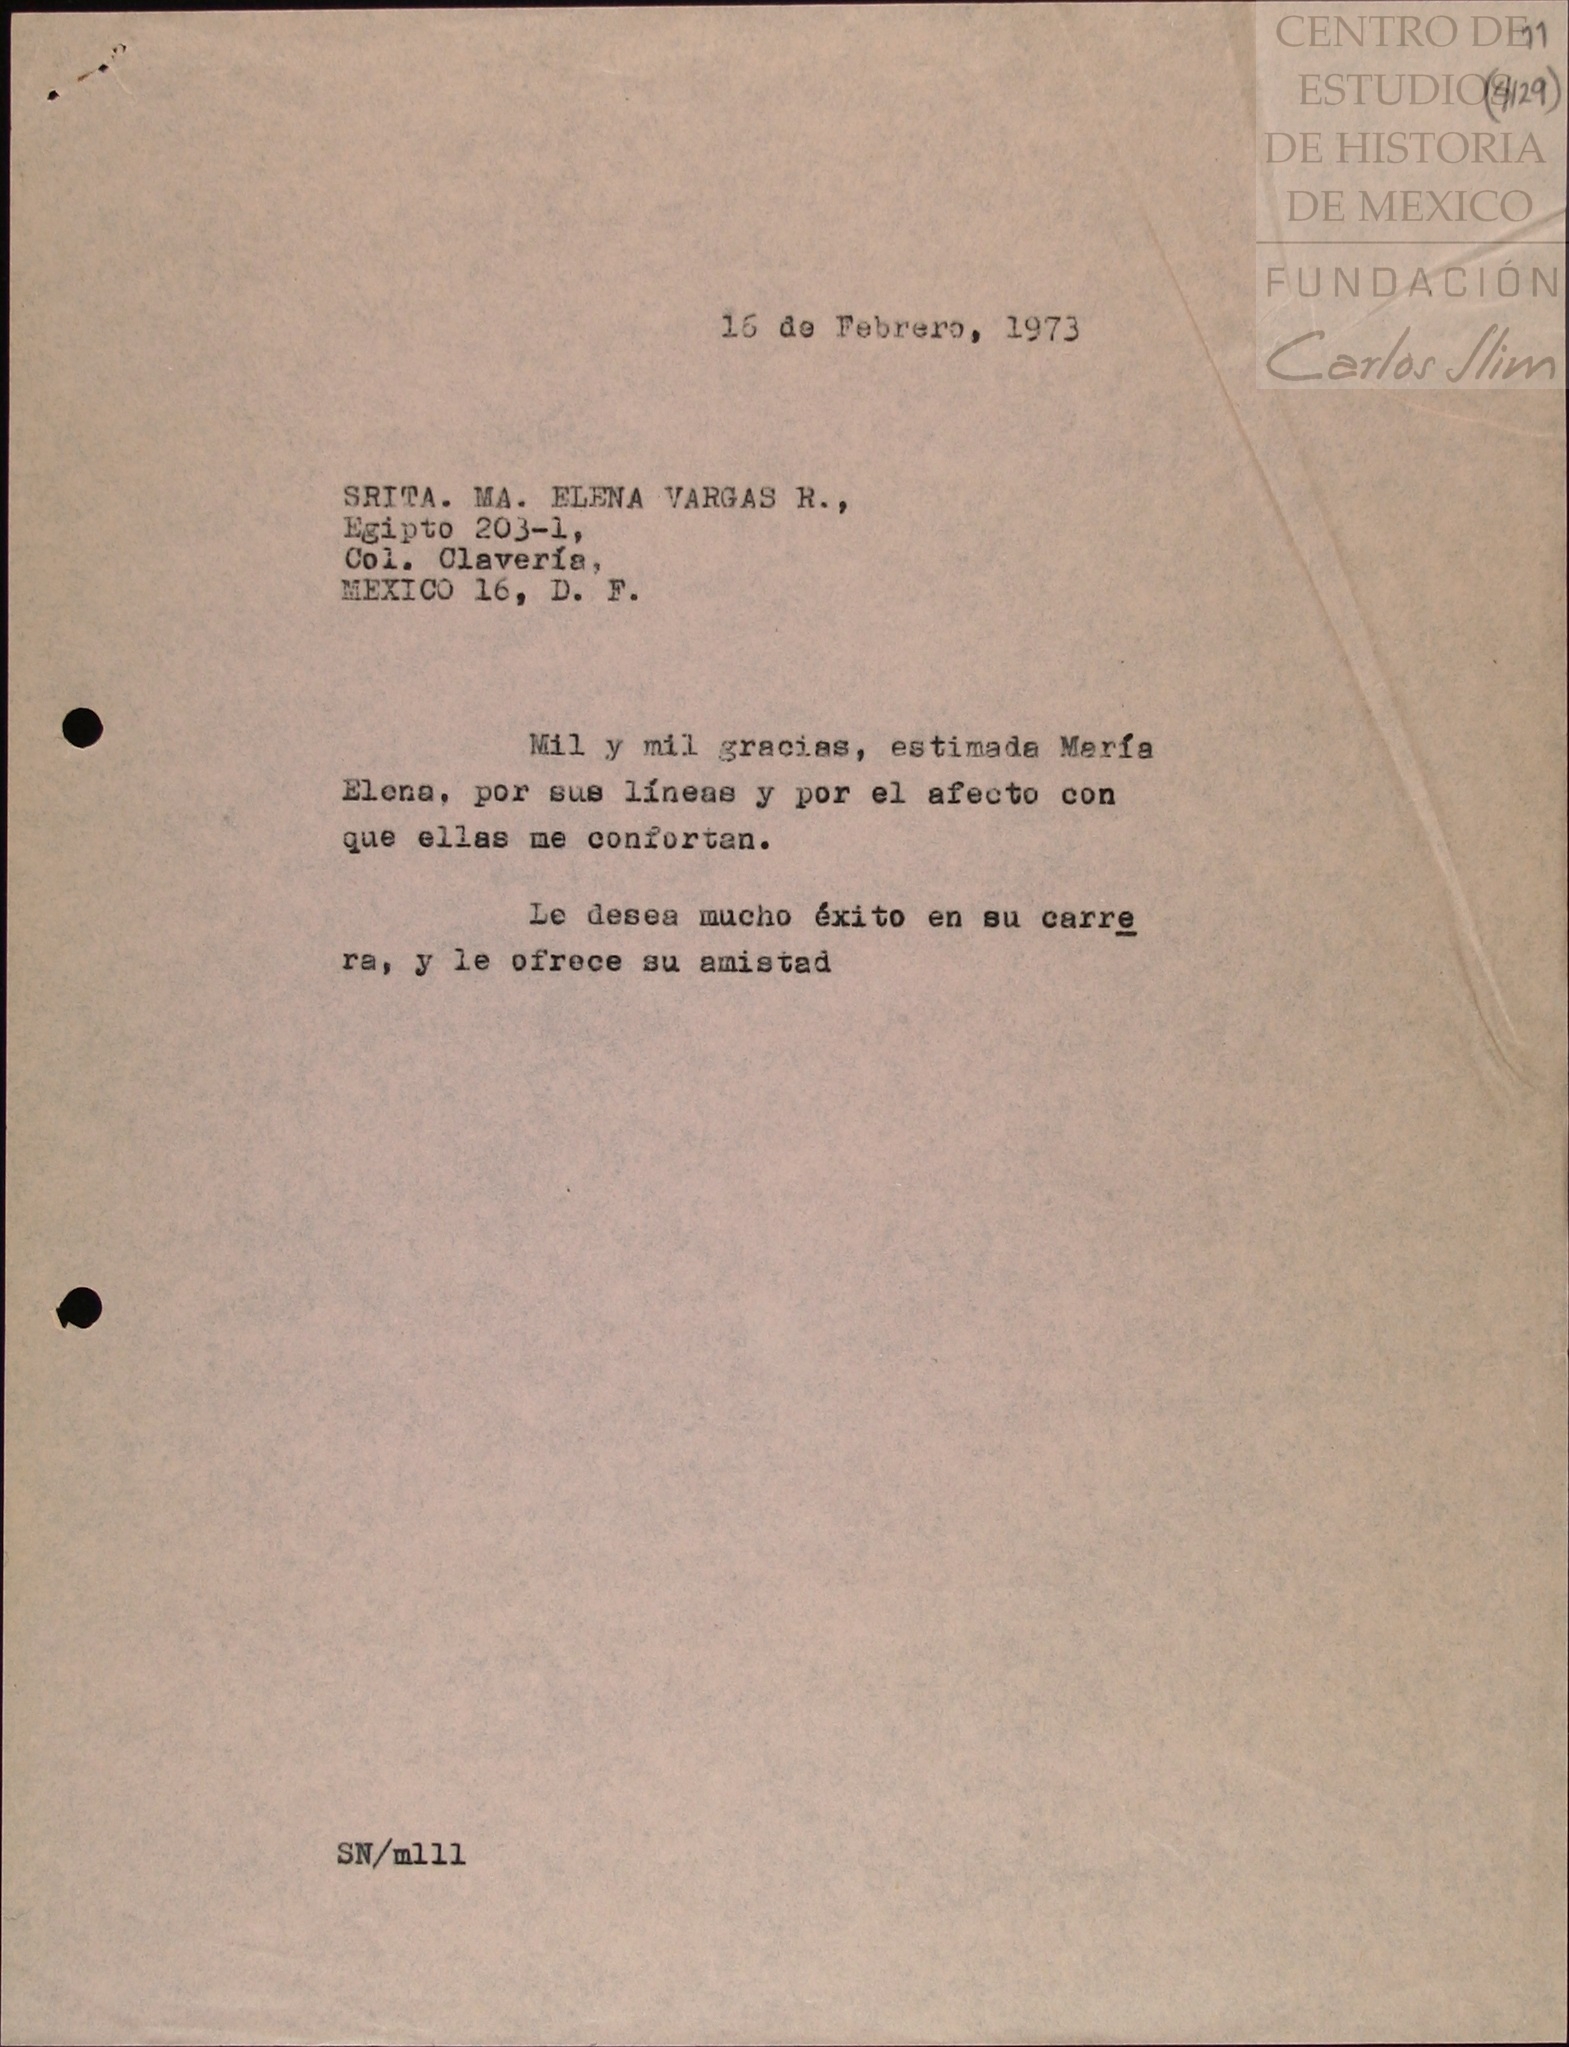 CENTRO DE
ESTUDIOS
DE HISTORIA
DE MEXICO
FUNDACIÓN
Carlos Slim
16 de Febrero, 1973
SRITA. MA. ELENA VARGAS R.,
Egipto 203-1,
Col. Clavería,
MEXICO 16, D. F.
Mil y mil gracias, estimada María
Elena, por sus líneas y por el afecto con
que ellas me confortan.
Le desea mucho éxito en su carre
ra, y le ofrece su amistad
SN/mlll